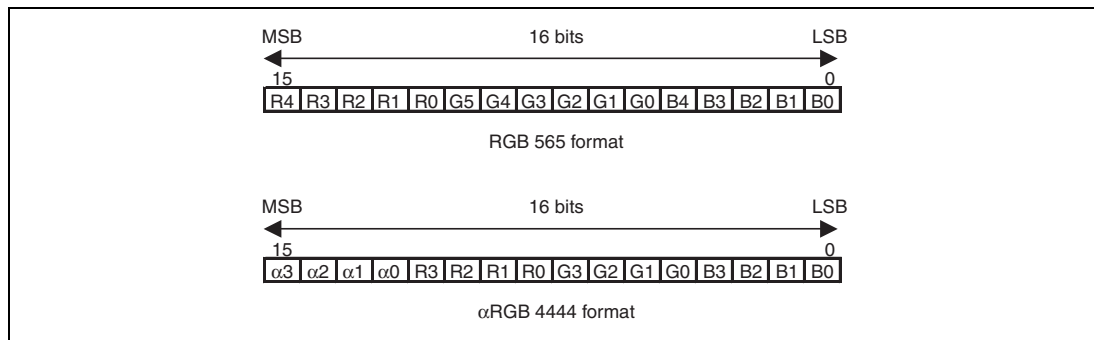 MSB 16 bits LSB
15 0
R4 R3 R2 R1 R0 G5 G4 G3 G2 G1 G0 B4 B3 B2 B1 B0
RGB 565 format
MSB 16 bits LSB
15 0
α3 α2 α1 α0 R3 R2 R1 R0 G3 G2 G1 G0 B3 B2 B1 B0
αRGB 4444 format